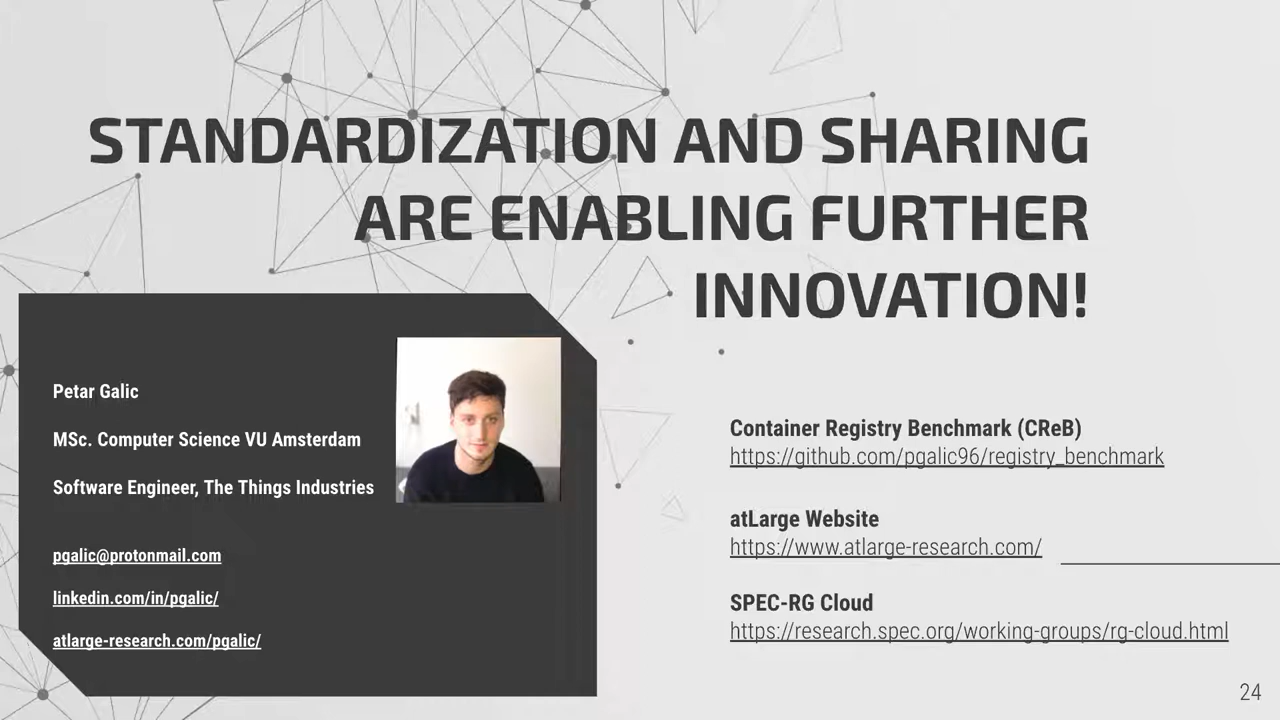 STANDARDIZATION AND SHARING
ARE ENABLING FURTHER
INNOVATION!
Petar Galic
MSc. Computer Science VU Amsterdam
Software Engineer, The Things Industries
pgalic@protonmail.com
linkedin.com/in/pgalic/
atlarge-research.com/pgalic/
Container Registry Benchmark (CReB)
https://github.com/pgalic96/registry_benchmark
atLarge Website
https://www.atlarge-research.com/
SPEC-RG Cloud
https://research.spec.org/working-groups/rg-cloud.html
24